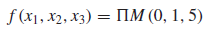 f(x₁, x₂, x₃) = ΠM(0, 1, 5)